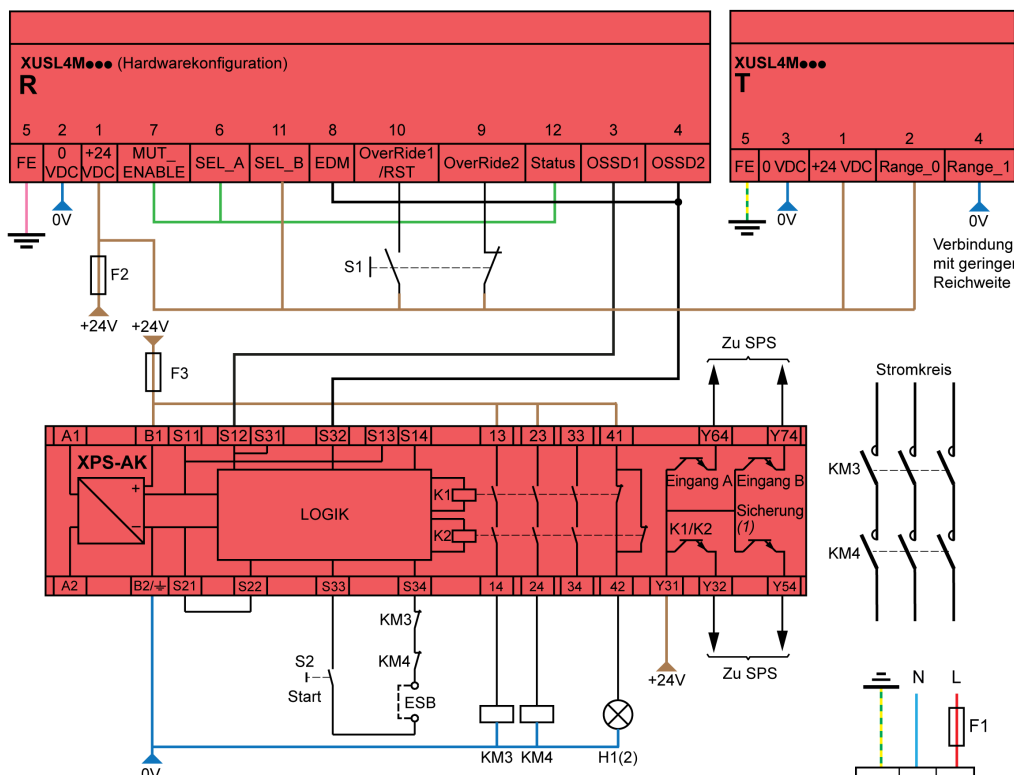 XUSL4M●●● (Hardwarekonfiguration)
R
5 2 1 7 6 11 8 10 9 12 3 4
FE
0 VDC
+24 VDC
MUT_ENABLE
SEL_A
SEL_B
EDM
OverRide1 /RST
OverRide2
Status
OSSD1
OSSD2
XUSL4M●●●
T
5 3 1 2 4
FE
0 VDC
+24 VDC
Range_0
Range_1
0V
0V
0V
Verbindung
mit geringer
Reichweite
S1
F2
+24V
+24V
F3
Zu SPS
Stromkreis
A1 B1 S11 S12 S31 S32 S13 S14 13 23 33 41 Y64 Y74
XPS-AK
+
−
LOGIK
K1
K2
Eingang A
Eingang B
K1/K2
Sicherung
(1)
KM3
KM4
A2 B2/⏚ S21 S22 S33 S34 14 24 34 42 Y31 Y32 Y54
KM3
KM4
S2
Start
ESB
+24V
Zu SPS
KM3
KM4
H1(2)
0V
N
L
F1